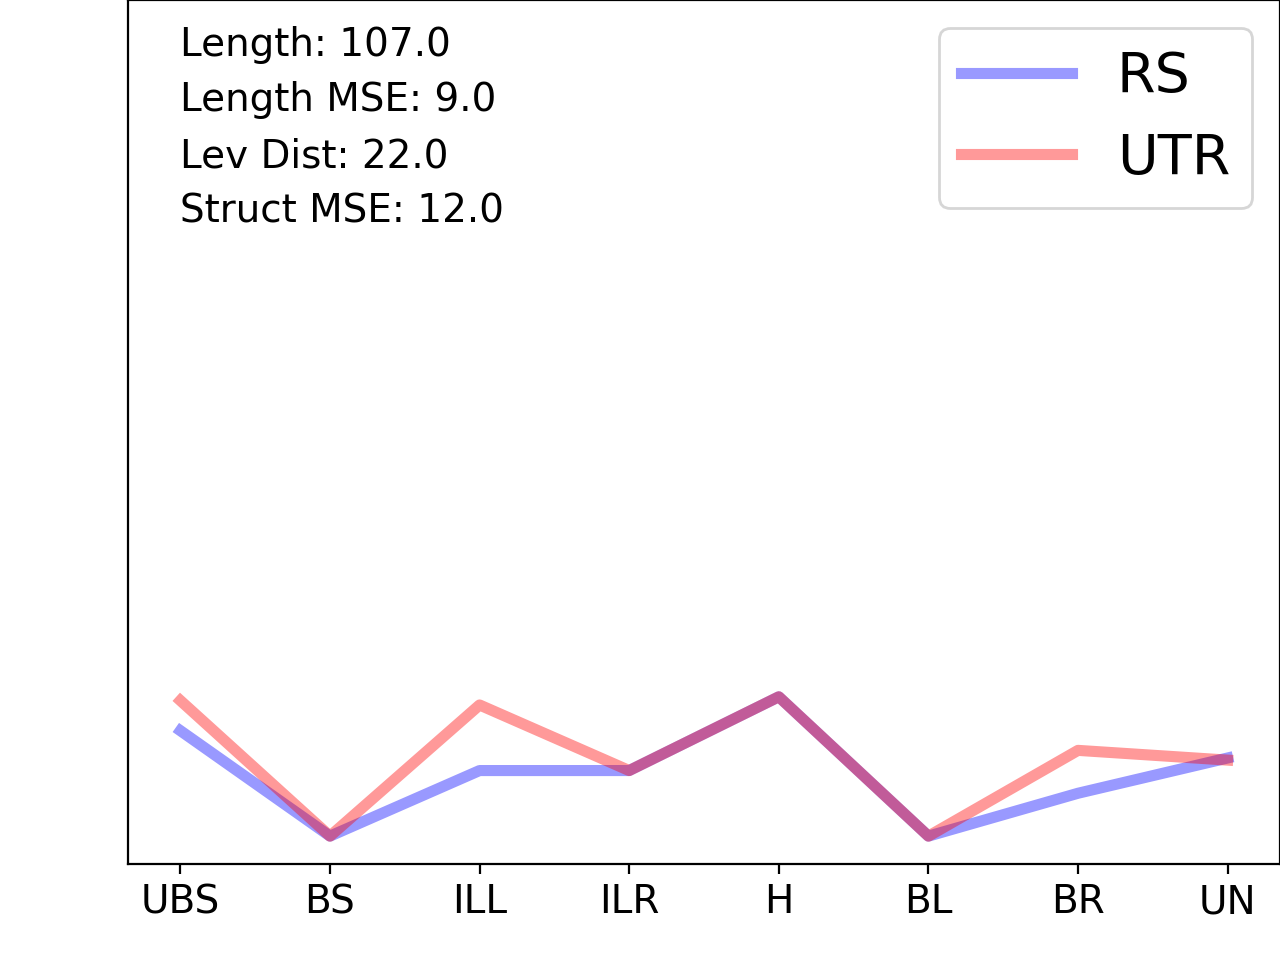 Length: 107.0
Length MSE: 9.0
Lev Dist: 22.0
Struct MSE: 12.0
RS
UTR
UBS BS ILL ILR H BL BR UN